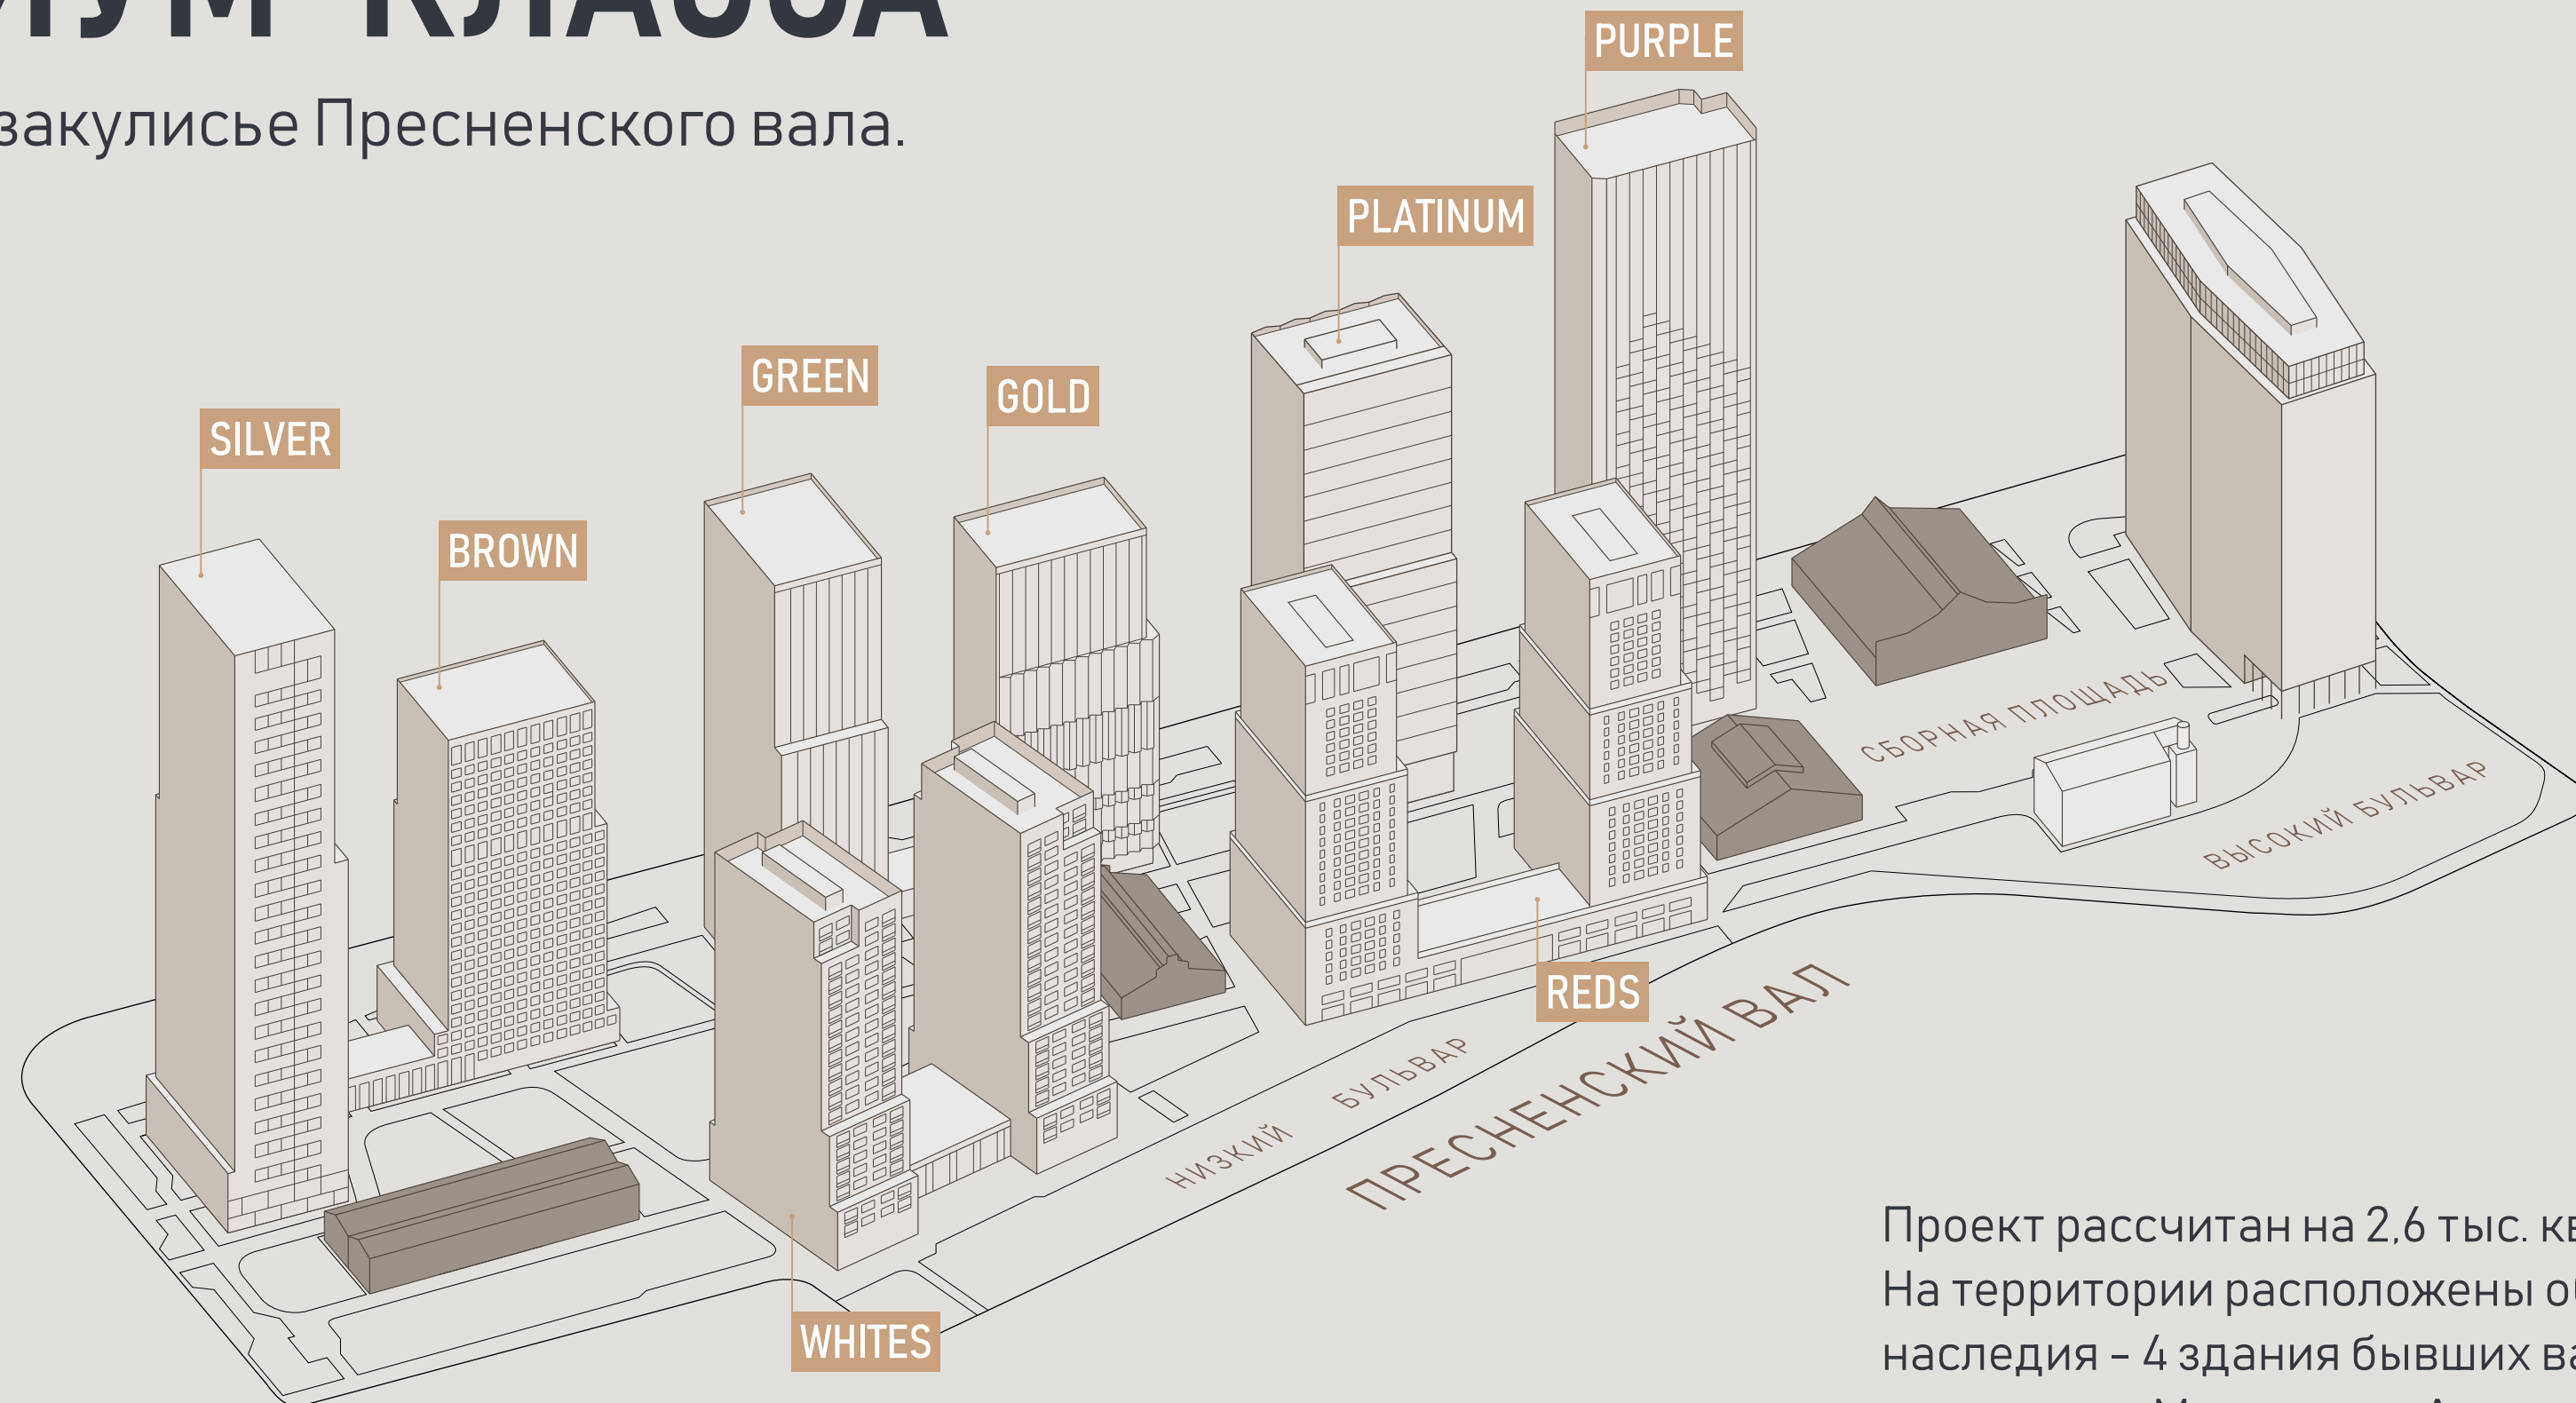 КЛАССА
закулисье Пресненского вала.
PURPLE
PLATINUM
GREEN
GOLD
SILVER
BROWN
СБОРНАЯ ПЛОЩАДЬ
ВЫСОКИЙ БУЛЬВАР
REDS
НИЗКИЙ БУЛЬВАР
ПРЕСНЕНСКИЙ ВАЛ
WHITES
Проект рассчитан на 2,6 тыс.
На территории расположены
наследия - 4 здания бывших